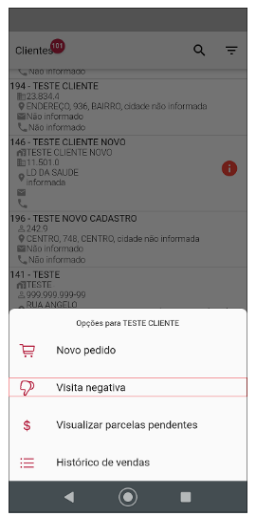 Clientes 101
Não informado
194 - TESTE CLIENTE
23.834.4
ENDEREÇO, 936, BAIRRO, cidade não informada
Não informado
Não informado
146 - TESTE CLIENTE NOVO
TESTE CLIENTE NOVO
11.501.0
LD DA SAUDE
informada
196 - TESTE NOVO CADASTRO
242.9
CENTRO, 748, CENTRO, cidade não informada
Não informado
Não informado
141 - TESTE
TESTE
999.999.999-99
RUA ANGELO
Opções para TESTE CLIENTE
Novo pedido
Visita negativa
$ Visualizar parcelas pendentes
Histórico de vendas